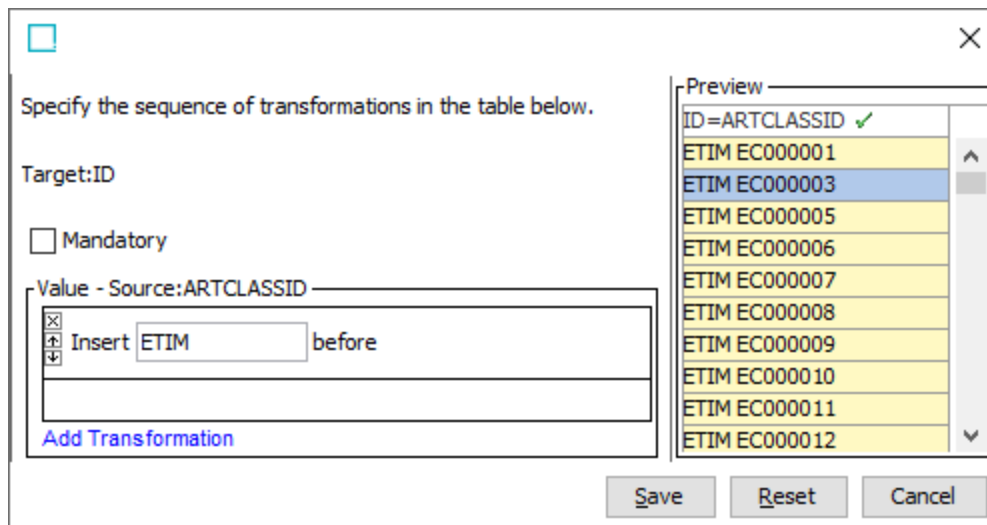 Specify the sequence of transformations in the table below.
Target:ID
Mandatory
Value - Source:ARTCLASSID
Insert ETIM before
Add Transformation
Preview
ID=ARTCLASSID
ETIM EC000001
ETIM EC000003
ETIM EC000005
ETIM EC000006
ETIM EC000007
ETIM EC000008
ETIM EC000009
ETIM EC000010
ETIM EC000011
ETIM EC000012
Save Reset Cancel